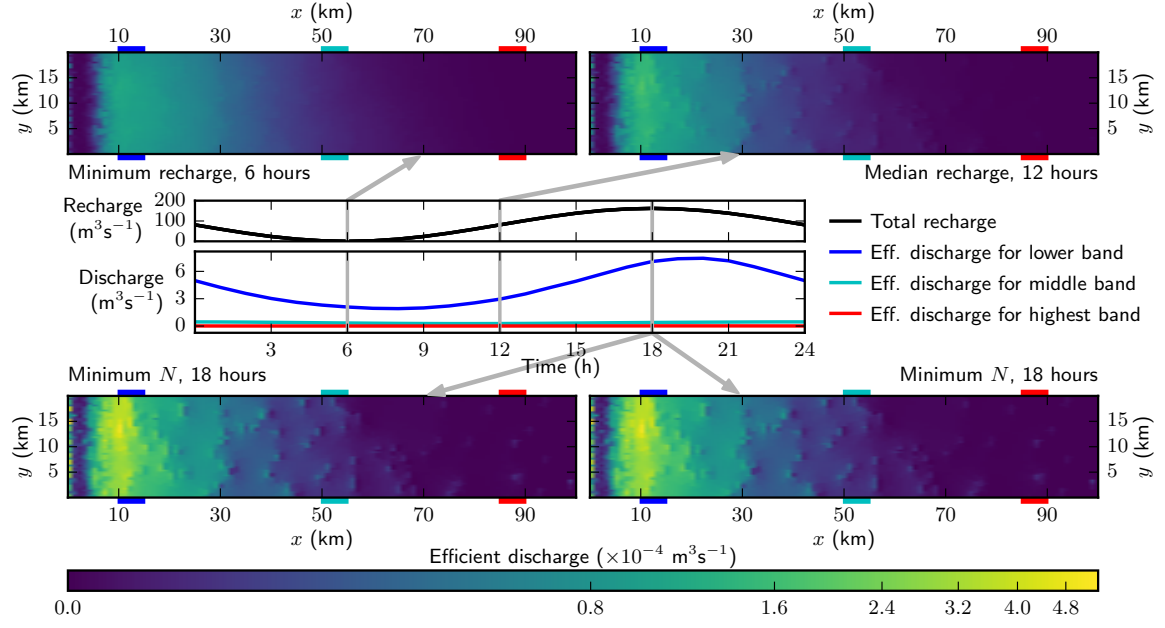 x (km)
x (km)
10 30 50 70 90
10 30 50 70 90
y (km)
15
10
5
15
10
5
y (km)
Minimum recharge, 6 hours
Median recharge, 12 hours
Recharge
(m³s⁻¹)
200
100
0
Discharge
(m³s⁻¹)
6
3
0
3 6 9 12 15 18 21 24
Time (h)
Total recharge
Eff. discharge for lower band
Eff. discharge for middle band
Eff. discharge for highest band
Minimum N, 18 hours
Minimum N, 18 hours
y (km)
15
10
5
15
10
5
y (km)
10 30 50 70 90
10 30 50 70 90
x (km)
x (km)
Efficient discharge (×10⁻⁴ m³s⁻¹)
0.0 0.8 1.6 2.4 3.2 4.0 4.8